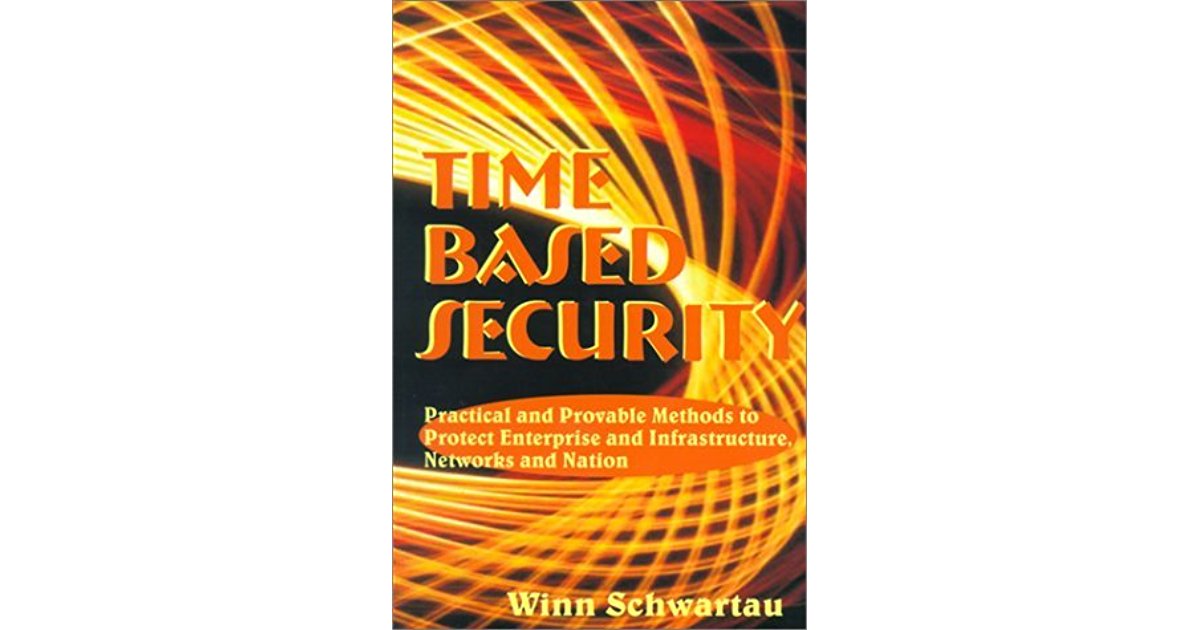 TIME
BASED
SECURITY
Practical and Provable Methods to
Protect Enterprise and Infrastructure,
Networks and Nation
Winn Schwartau